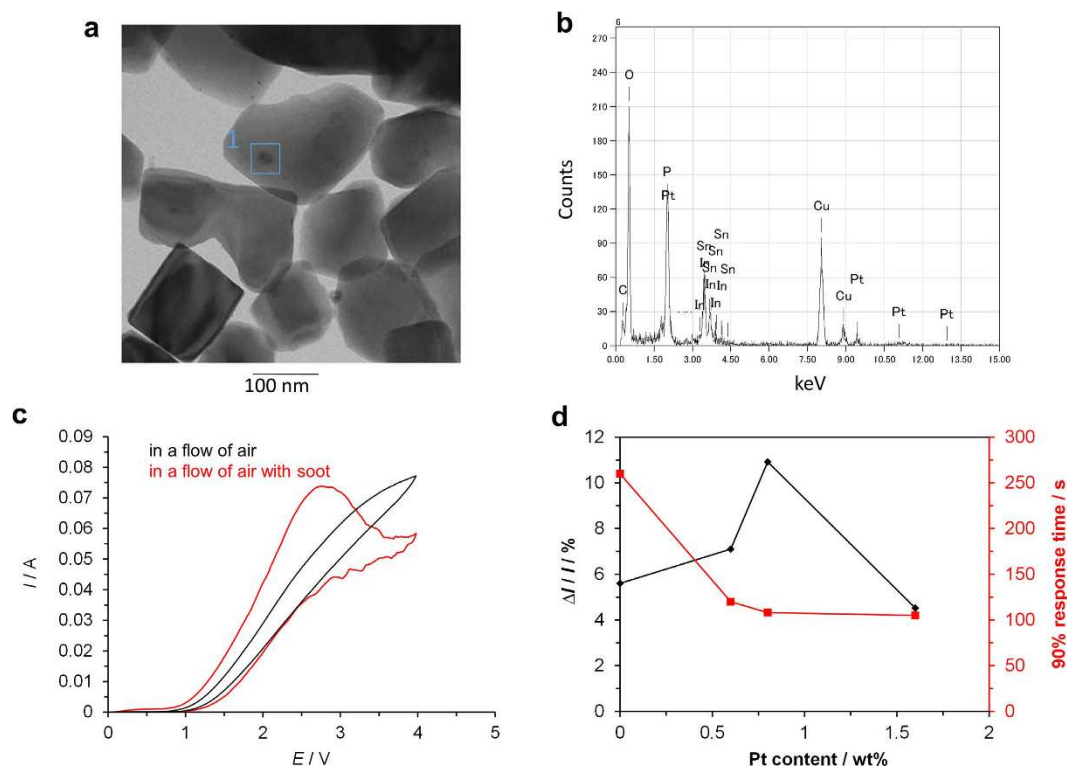 a
1
100 nm
b
6
Counts
270
240
210
180
150
120
90
60
30
0
O
P
Pt
Cu
Sn
Sn Sn
In
Sn Sn
In In
In
C
Cu
Pt
Pt
Pt
0.00 1.50 3.00 4.50 6.00 7.50 9.00 10.50 12.00 13.50 15.00
keV
c
in a flow of air
in a flow of air with soot
0.09
0.08
0.07
0.06
0.05
0.04
0.03
0.02
0.01
0
I / A
0 1 2 3 4 5
E / V
d
12
10
8
6
4
2
0
ΔI / I / %
300
250
200
150
100
50
0
90% response time / s
0 0.5 1 1.5 2
Pt content / wt%